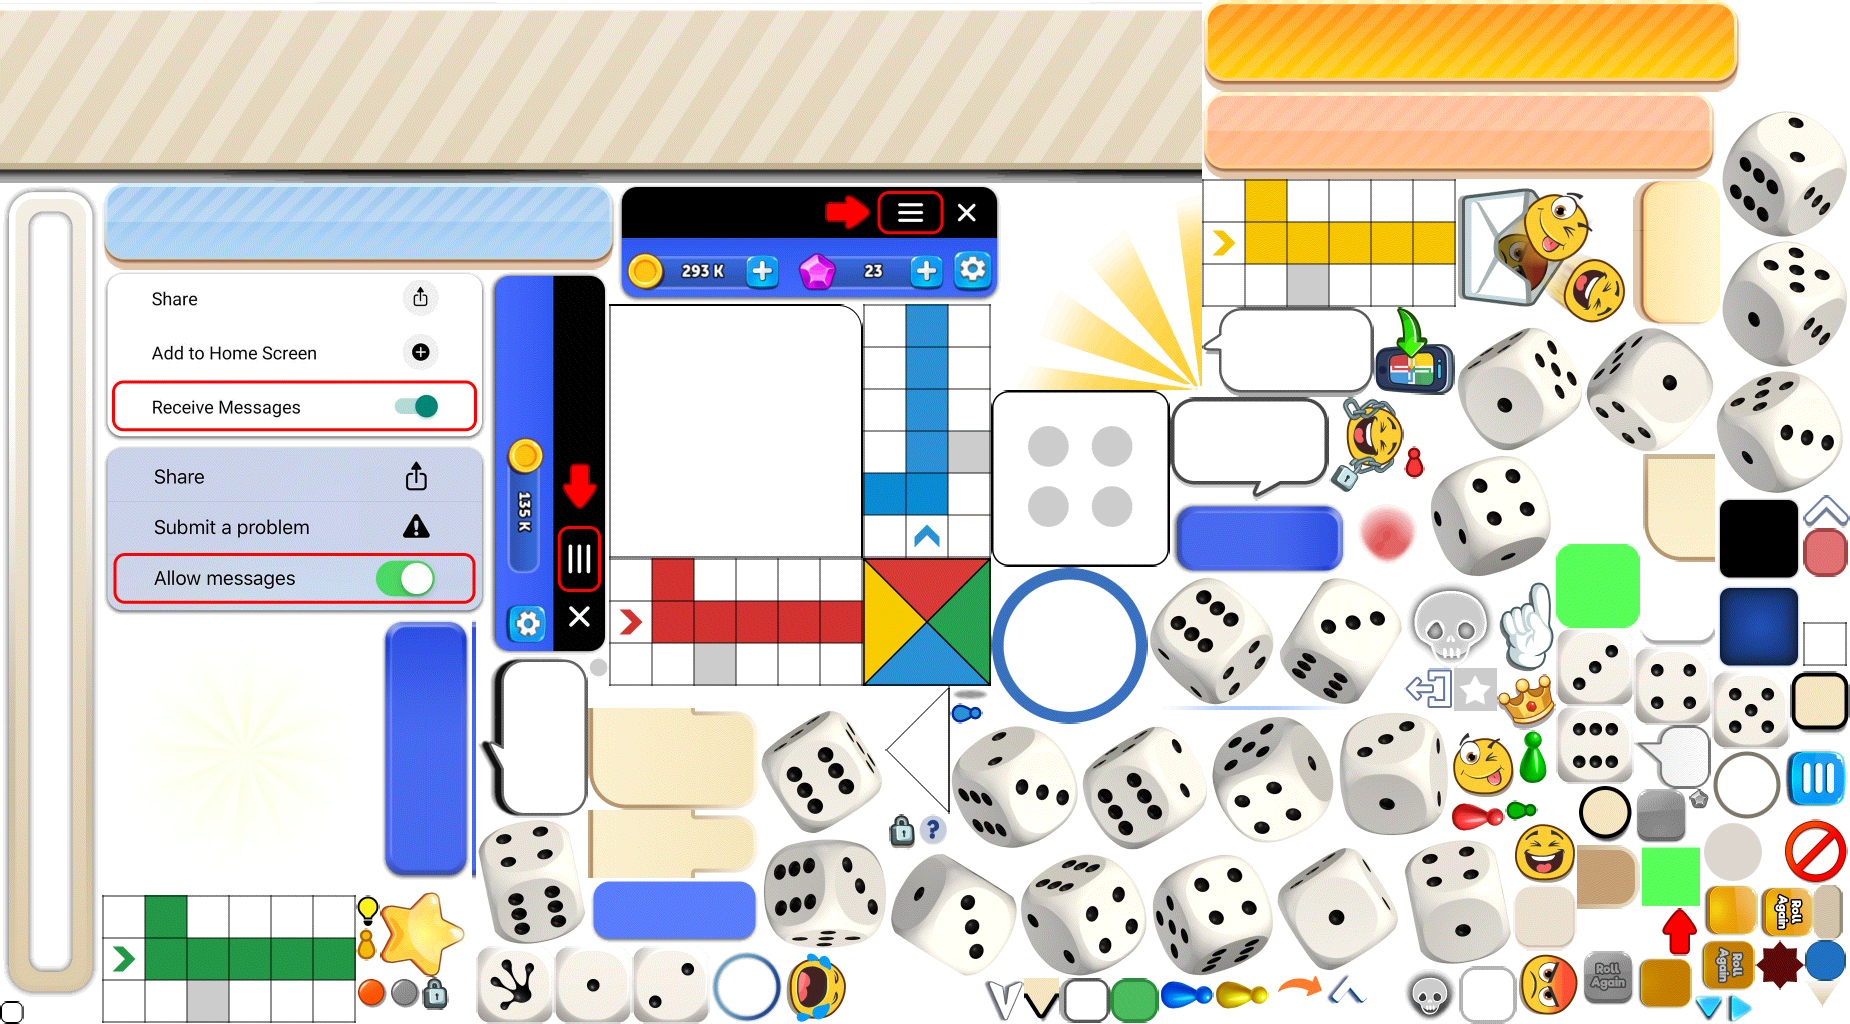 293 K
23
Share
Add to Home Screen
Receive Messages
Share
Submit a problem
Allow messages
135 K
?
Roll
Again
Roll
Again
Roll
Again